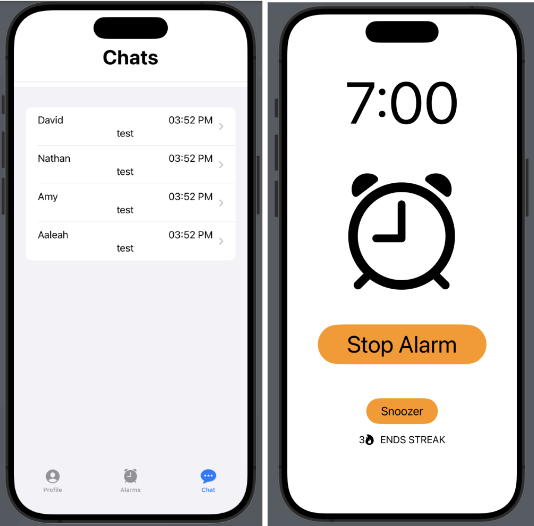 Chats
David 03:52 PM
test
Nathan 03:52 PM
test
Amy 03:52 PM
test
Aaleah 03:52 PM
test
Profile Alarms Chat
7:00
Stop Alarm
Snoozer
3 ENDS STREAK